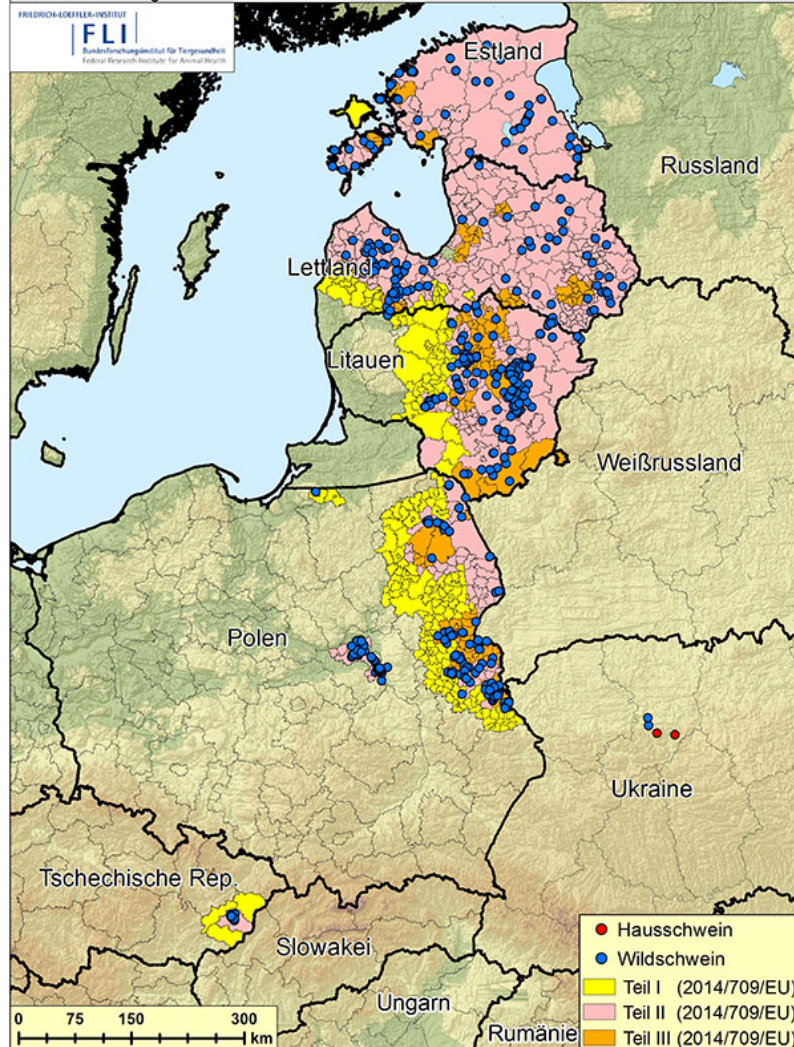 FRIEDRICH-LOEFFLER-INSTITUT
FLI
Bundesforschungsinstitut für Tiergesundheit
Federal Research Institute for Animal Health
Estland
Russland
Lettland
Litauen
Weißrussland
Polen
Ukraine
Tschechische Rep.
Slowakei
Ungarn
Rumänie
Hausschwein
Wildschwein
Teil I (2014/709/EU)
Teil II (2014/709/EU)
Teil III (2014/709/EU)
0 75 150 300
km